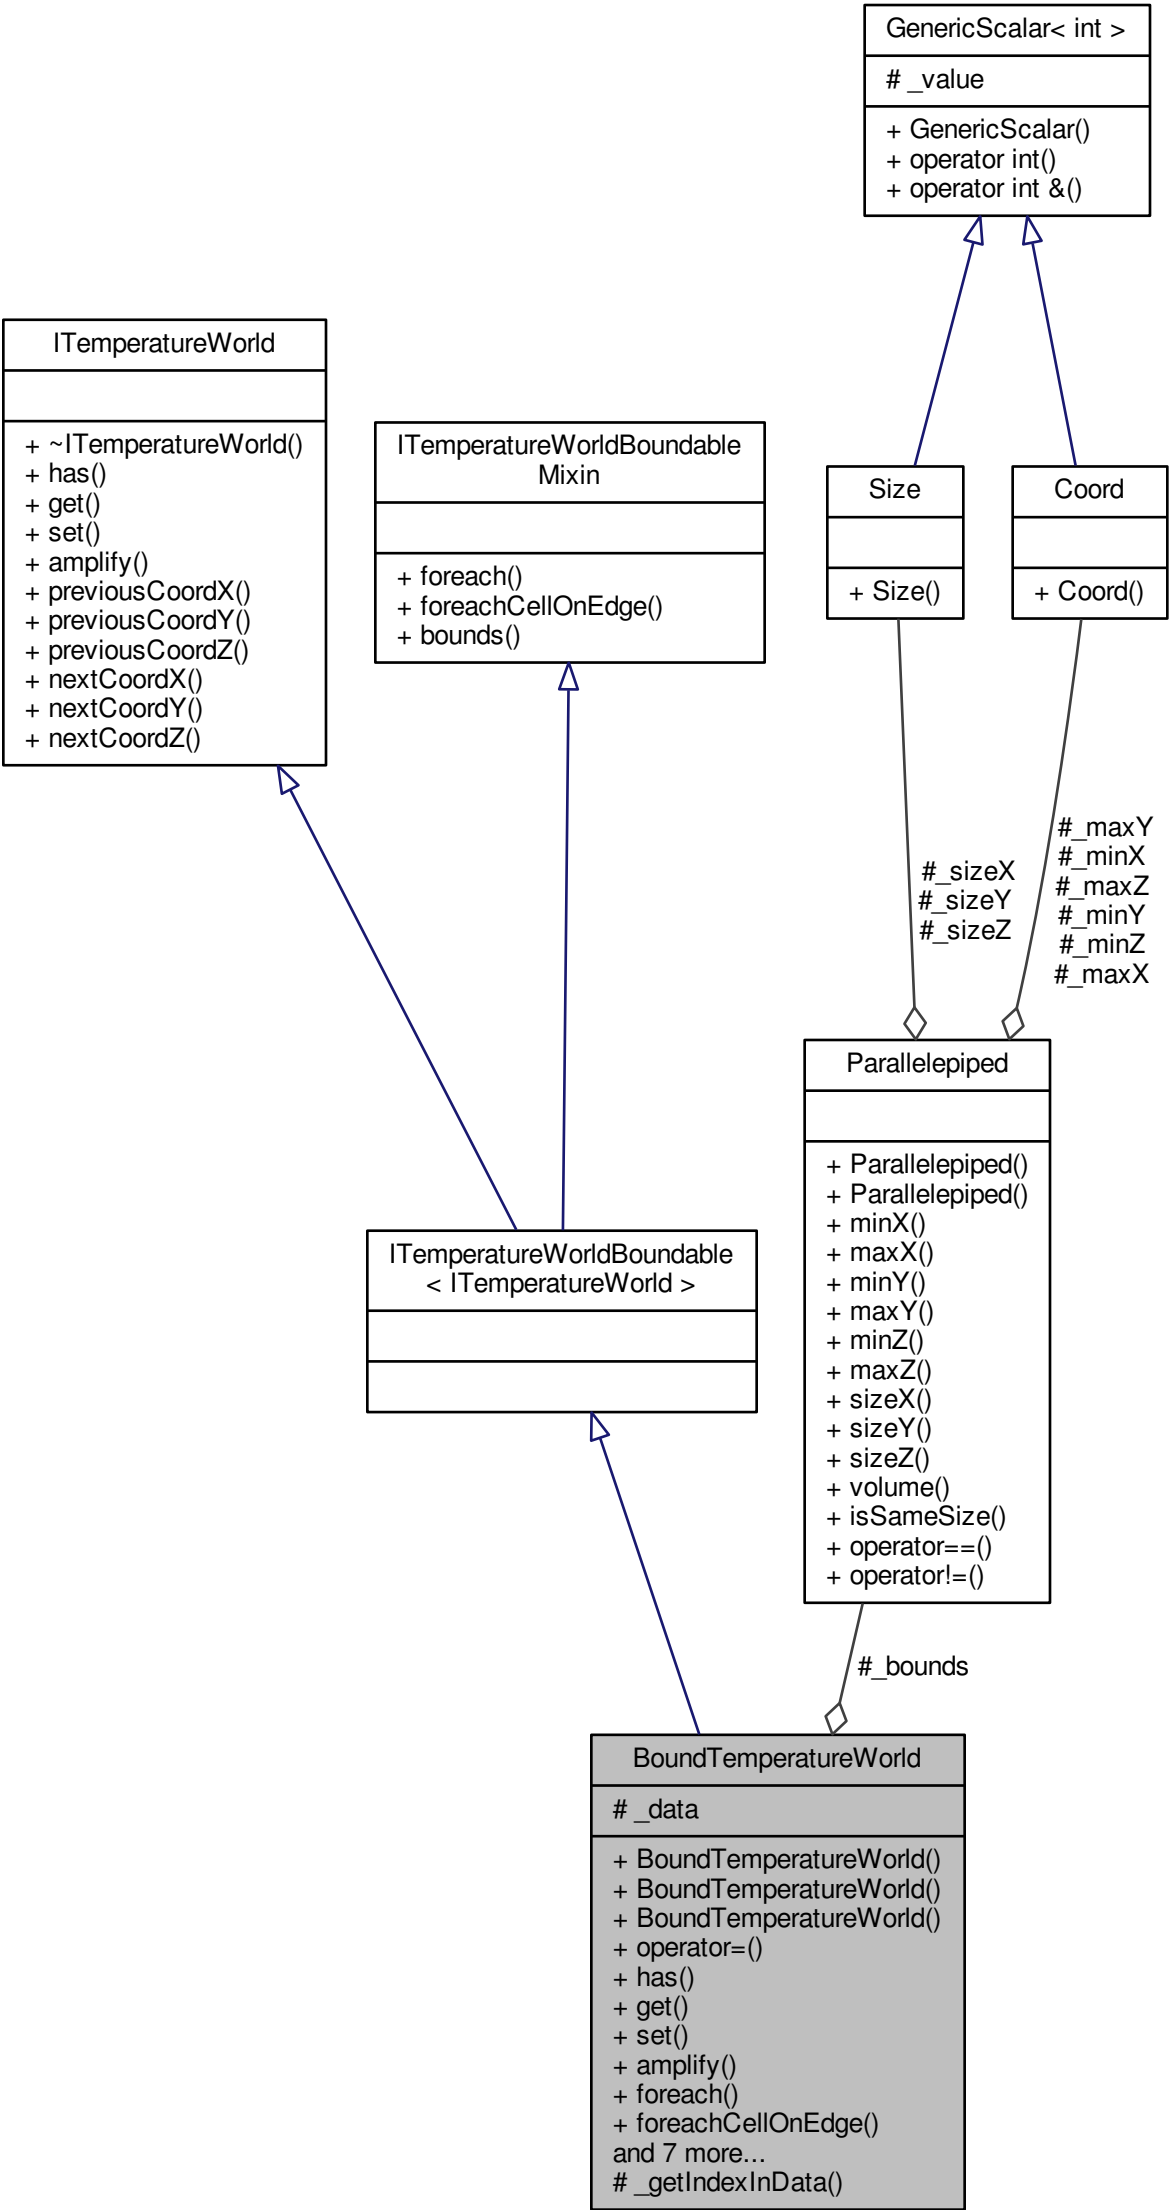 GenericScalar< int >
# _value
+ GenericScalar()
+ operator int()
+ operator int &()
ITemperatureWorld
+ ~ITemperatureWorld()
+ has()
+ get()
+ set()
+ amplify()
+ previousCoordX()
+ previousCoordY()
+ previousCoordZ()
+ nextCoordX()
+ nextCoordY()
+ nextCoordZ()
ITemperatureWorldBoundable
Mixin
+ foreach()
+ foreachCellOnEdge()
+ bounds()
Size
+ Size()
Coord
+ Coord()
#_sizeX
#_sizeY
#_sizeZ
#_maxY
#_minX
#_maxZ
#_minY
#_minZ
#_maxX
Parallelepiped
+ Parallelepiped()
+ Parallelepiped()
+ minX()
+ maxX()
+ minY()
+ maxY()
+ minZ()
+ maxZ()
+ sizeX()
+ sizeY()
+ sizeZ()
+ volume()
+ isSameSize()
+ operator==()
+ operator!=()
ITemperatureWorldBoundable
< ITemperatureWorld >
#_bounds
BoundTemperatureWorld
# _data
+ BoundTemperatureWorld()
+ BoundTemperatureWorld()
+ BoundTemperatureWorld()
+ operator=()
+ has()
+ get()
+ set()
+ amplify()
+ foreach()
+ foreachCellOnEdge()
and 7 more...
# _getIndexInData()